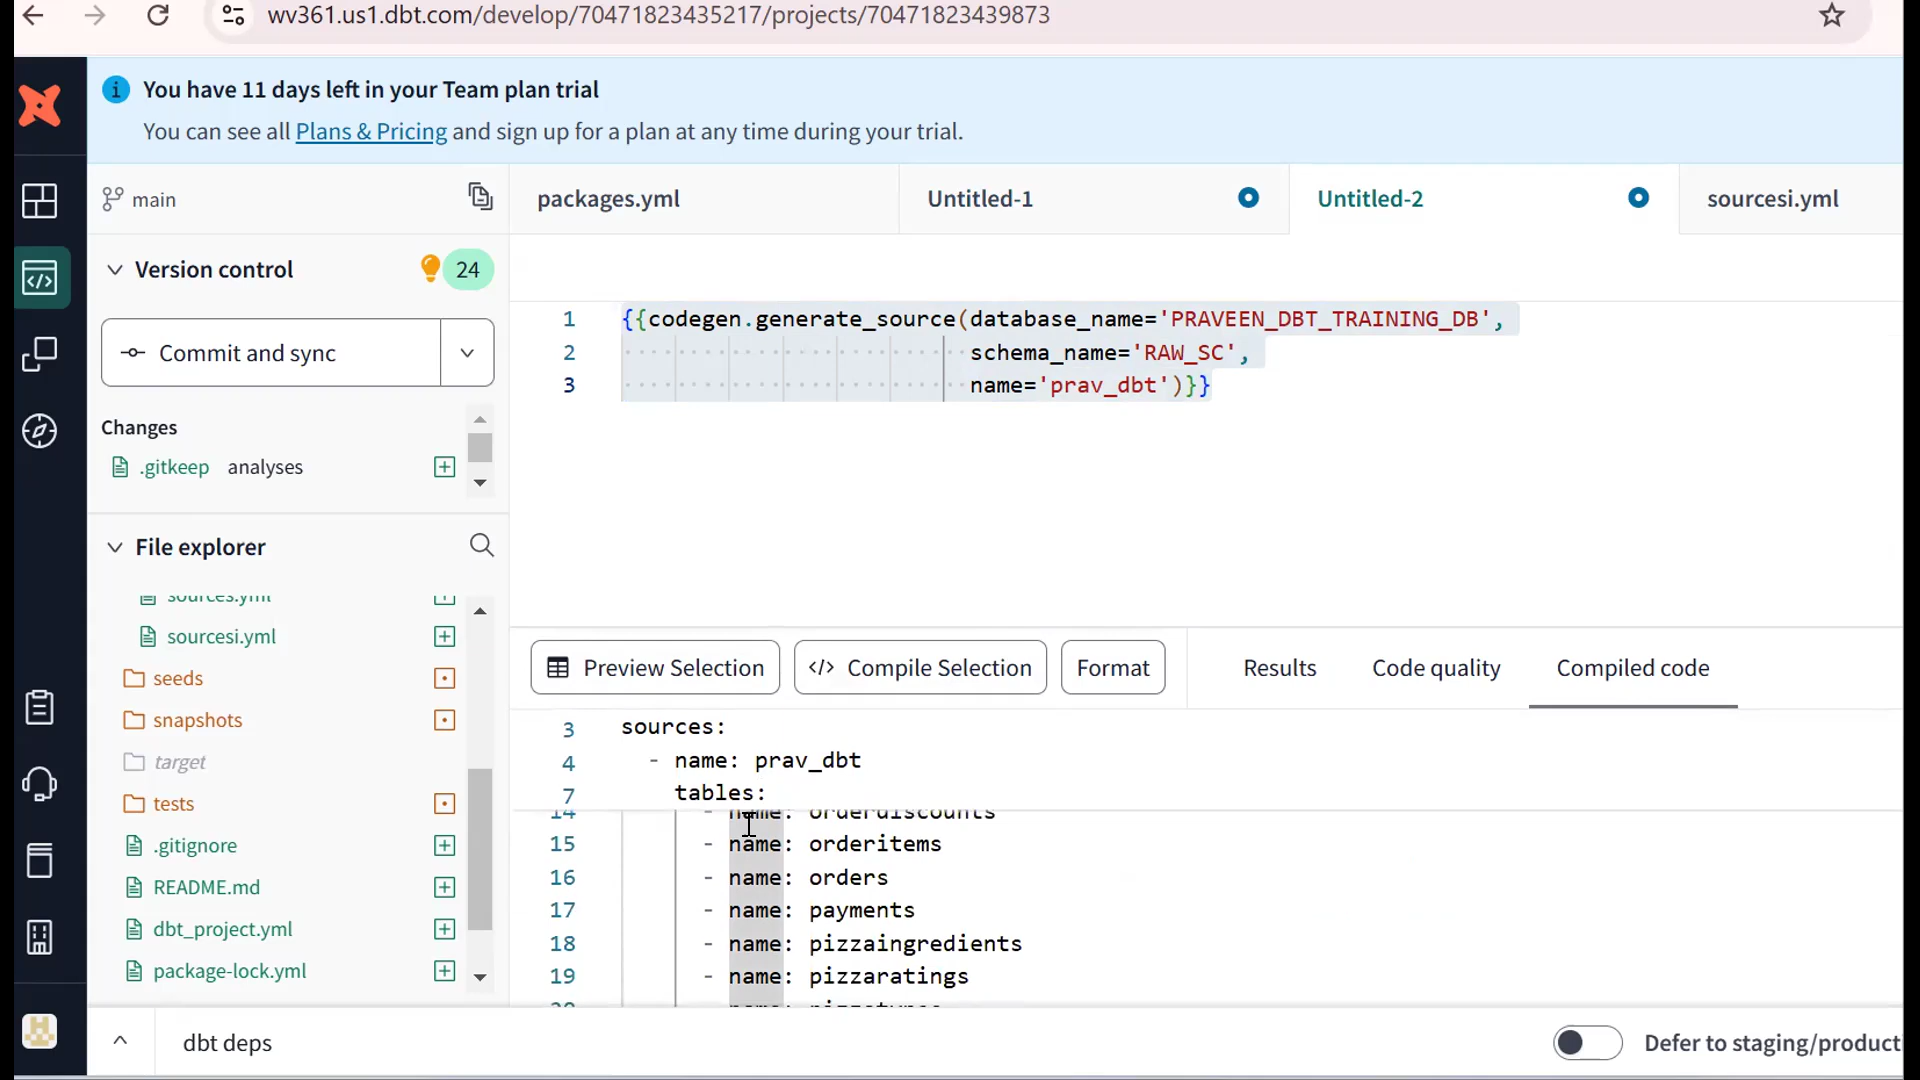 wv361.us1.dbt.com/develop/70471823435217/projects/70471823439873
You have 11 days left in your Team plan trial
You can see all Plans & Pricing and sign up for a plan at any time during your trial.
main
packages.yml
Untitled-1
Untitled-2
sourcesi.yml
Version control
24
Commit and sync
Changes
.gitkeep analyses
File explorer
sources.yml
sourcesi.yml
seeds
snapshots
target
tests
.gitignore
README.md
dbt_project.yml
package-lock.yml
1 {{codegen.generate_source(database_name='PRAVEEN_DBT_TRAINING_DB',
2 schema_name='RAW_SC',
3 name='prav_dbt')}}
Preview Selection
Compile Selection
Format
Results
Code quality
Compiled code
3 sources:
4 - name: prav_dbt
7 tables:
14 - name: orderdiscounts
15 - name: orderitems
16 - name: orders
17 - name: payments
18 - name: pizzaingredients
19 - name: pizzaratings
dbt deps
Defer to staging/product